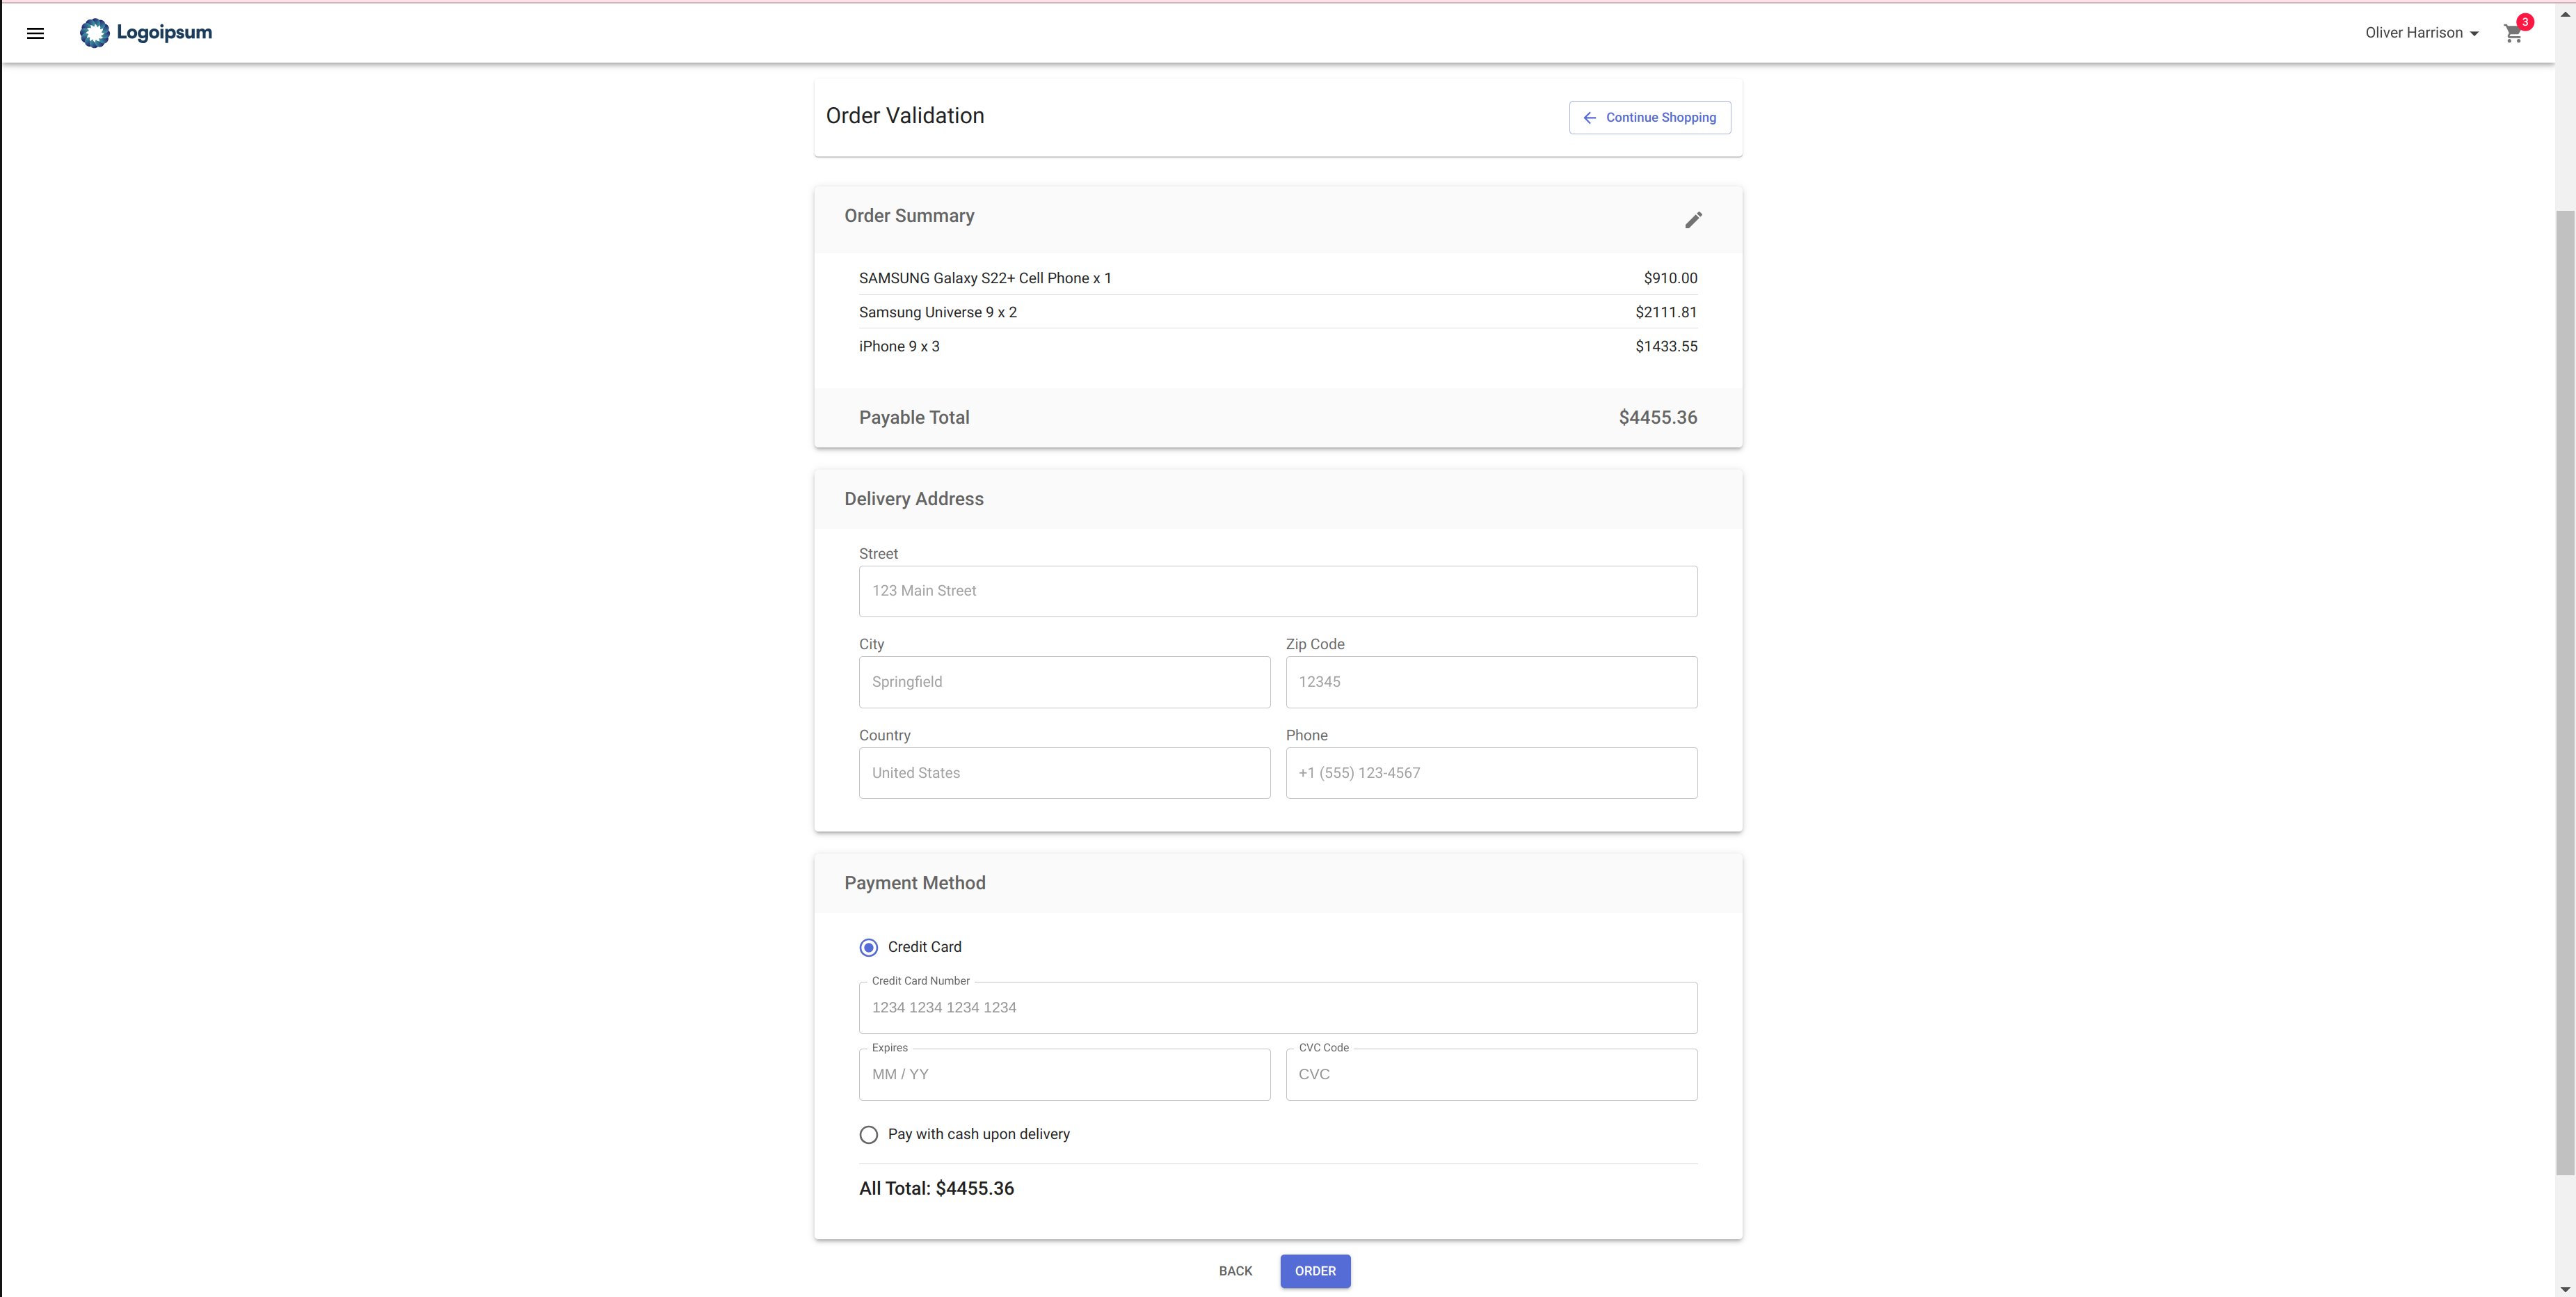 Logoipsum
Oliver Harrison
3
Order Validation
Continue Shopping
Order Summary
SAMSUNG Galaxy S22+ Cell Phone x 1 $910.00
Samsung Universe 9 x 2 $2111.81
iPhone 9 x 3 $1433.55
Payable Total $4455.36
Delivery Address
Street
123 Main Street
City Zip Code
Springfield 12345
Country Phone
United States +1 (555) 123-4567
Payment Method
Credit Card
Credit Card Number
1234 1234 1234 1234
Expires CVC Code
MM / YY CVC
Pay with cash upon delivery
All Total: $4455.36
BACK ORDER